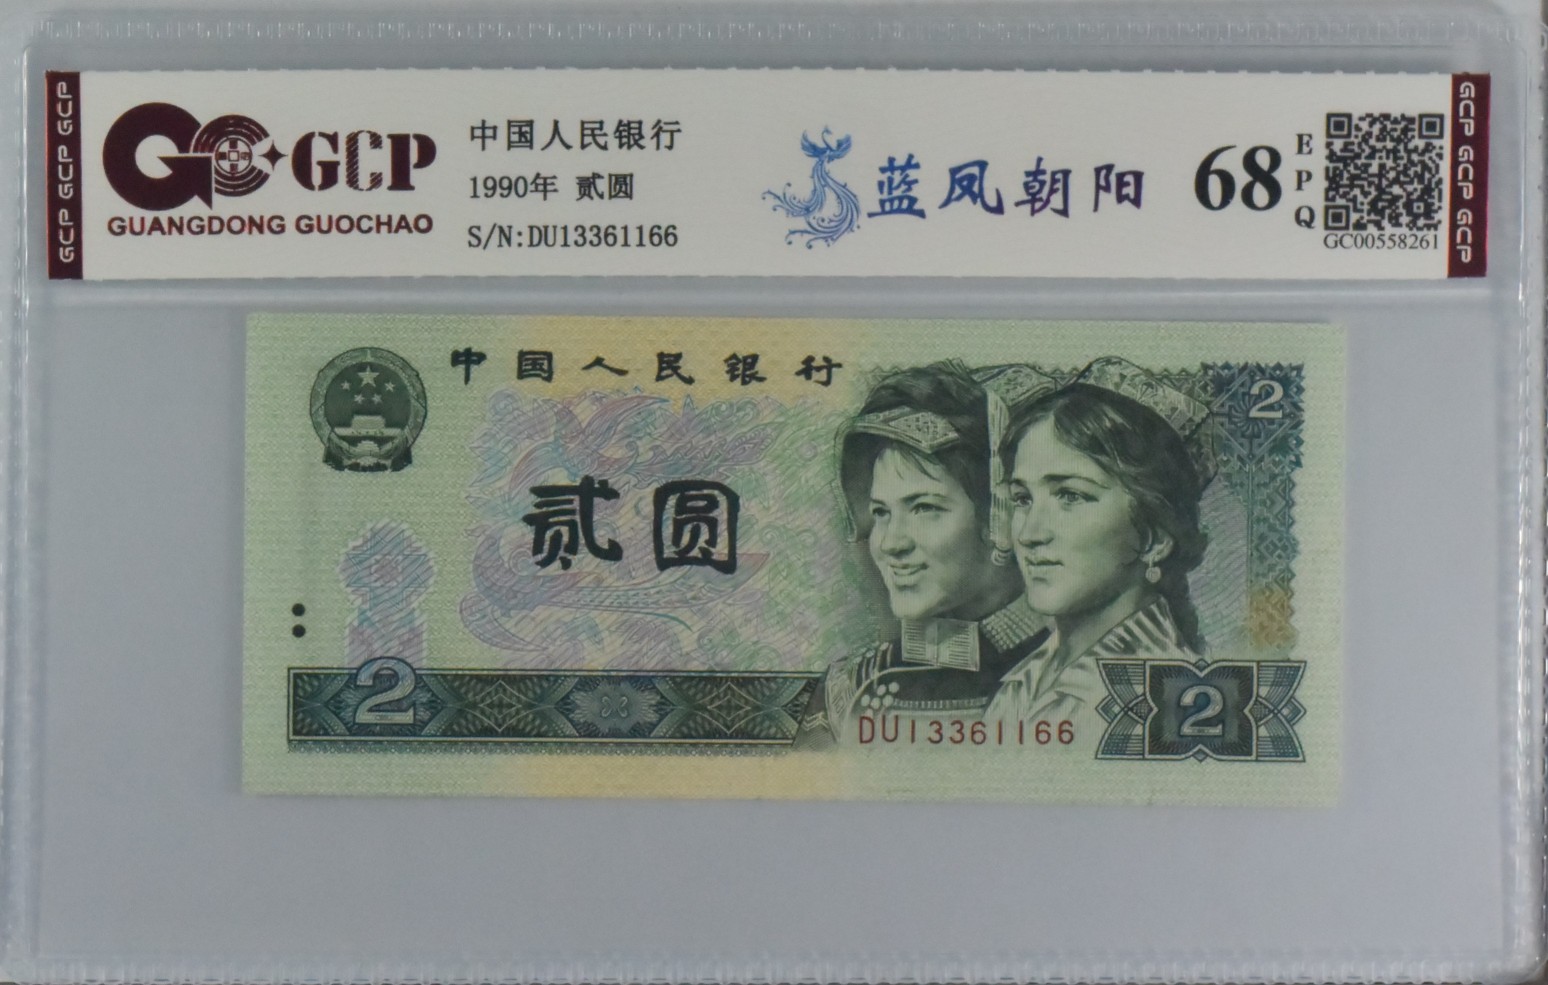 GCP GCP GCP
GCP
GUANGDONG GUOCHAO
中国人民银行
1990年 贰圆
S/N:DU13361166
蓝凤朝阳
68
EPQ
GC00558261
GCP GCP GCP
中国人民银行
2
贰圆
2
DU13361166
2